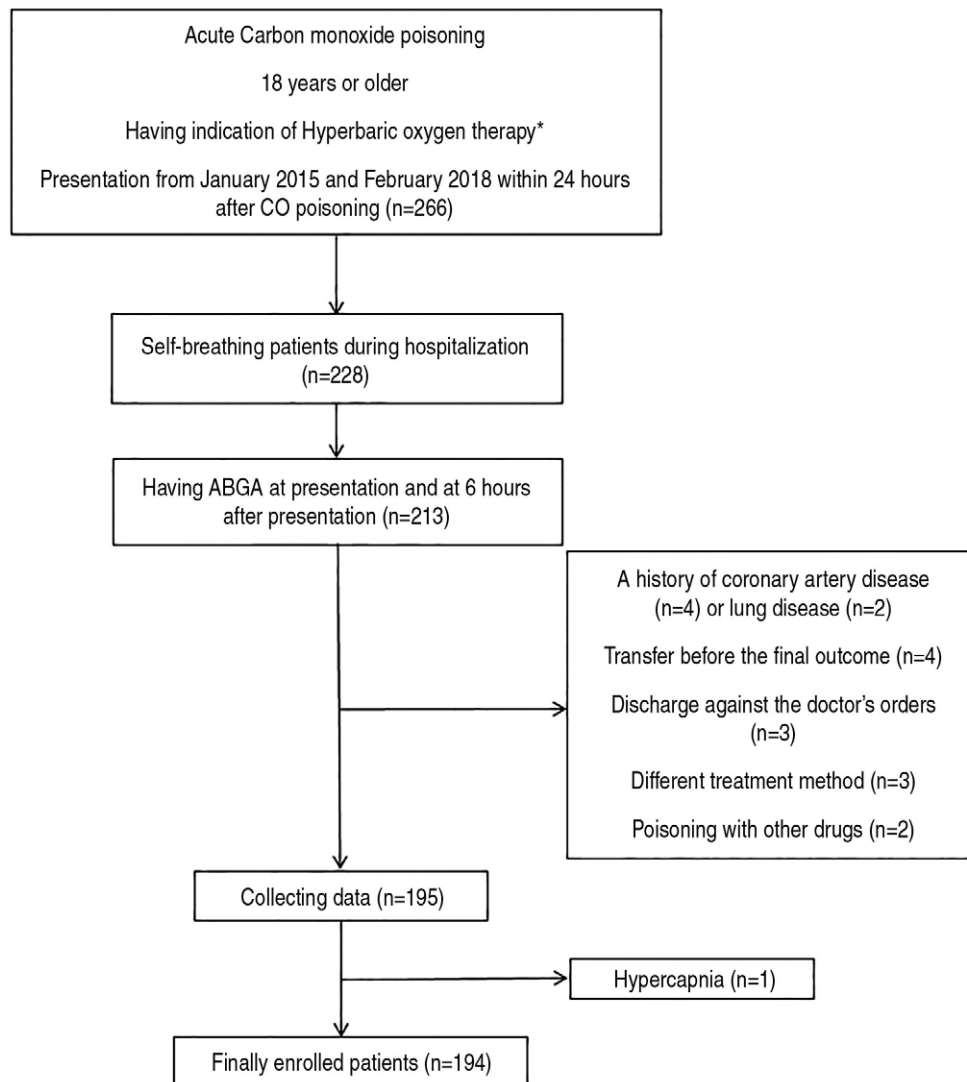 Acute Carbon monoxide poisoning
18 years or older
Having indication of Hyperbaric oxygen therapy*
Presentation from January 2015 and February 2018 within 24 hours
after CO poisoning (n=266)
Self-breathing patients during hospitalization
(n=228)
Having ABGA at presentation and at 6 hours
after presentation (n=213)
A history of coronary artery disease
(n=4) or lung disease (n=2)
Transfer before the final outcome (n=4)
Discharge against the doctor's orders
(n=3)
Different treatment method (n=3)
Poisoning with other drugs (n=2)
Collecting data (n=195)
Hypercapnia (n=1)
Finally enrolled patients (n=194)